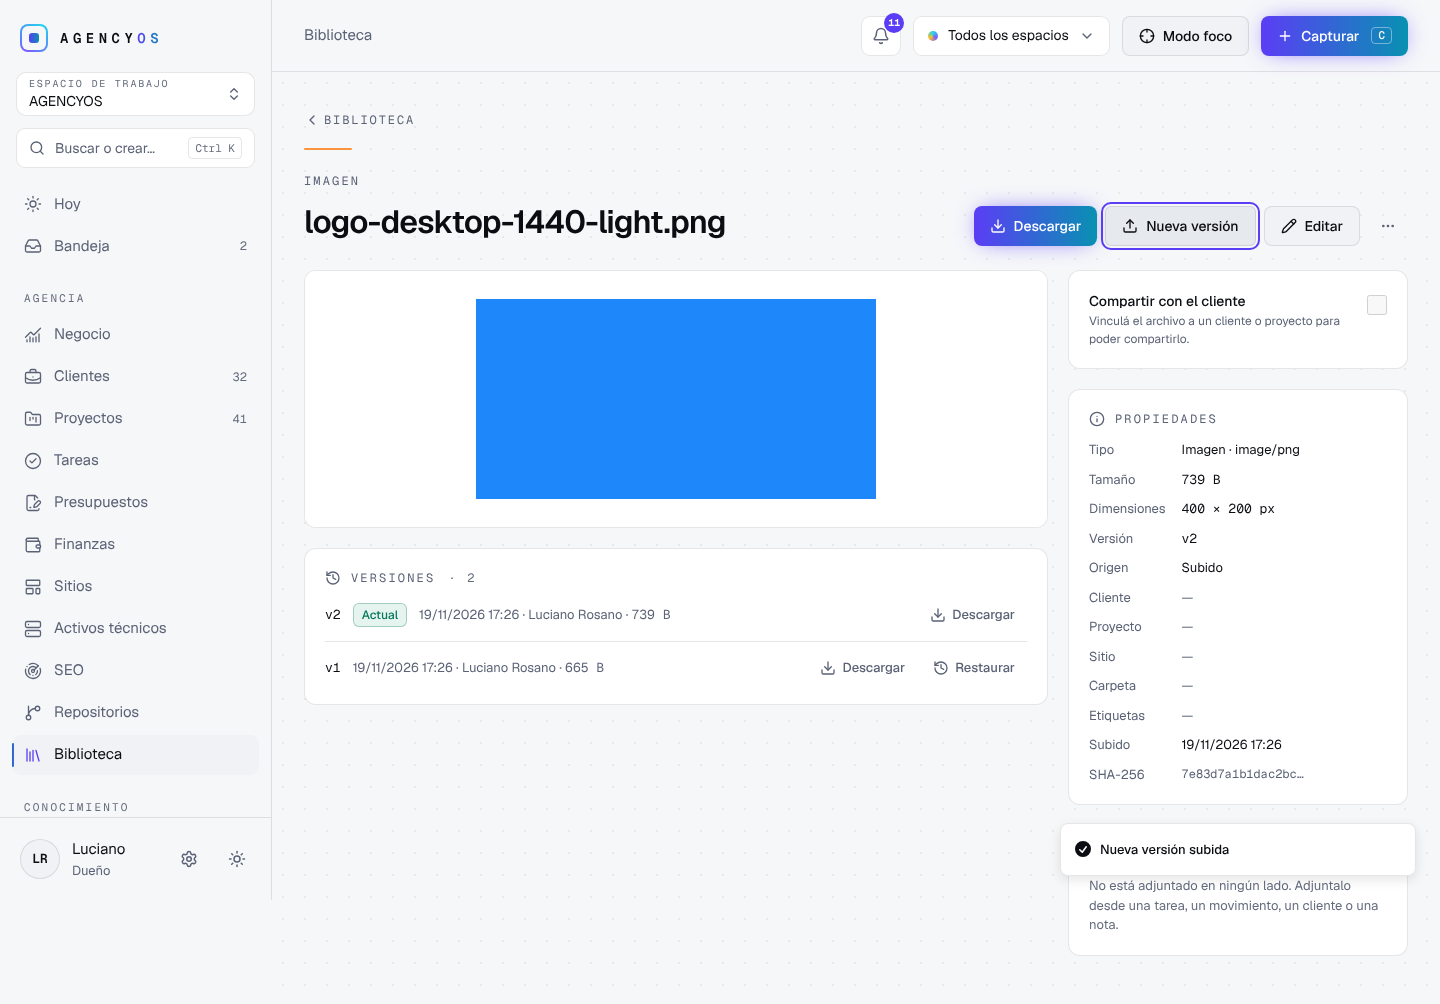 AGENCYOS
ESPACIO DE TRABAJO
AGENCYOS
Buscar o crear...
Ctrl K
Hoy
Bandeja
2
AGENCIA
Negocio
Clientes
32
Proyectos
41
Tareas
Presupuestos
Finanzas
Sitios
Activos técnicos
SEO
Repositorios
Biblioteca
CONOCIMIENTO
LR
Luciano
Dueño
Biblioteca
11
Todos los espacios
Modo foco
Capturar
C
BIBLIOTECA
IMAGEN
logo-desktop-1440-light.png
Descargar
Nueva versión
Editar
VERSIONES · 2
v2 Actual 19/11/2026 17:26 · Luciano Rosano · 739 B
Descargar
v1 19/11/2026 17:26 · Luciano Rosano · 665 B
Descargar
Restaurar
Compartir con el cliente
Vinculá el archivo a un cliente o proyecto para
poder compartirlo.
PROPIEDADES
Tipo Imagen · image/png
Tamaño 739 B
Dimensiones 400 × 200 px
Versión v2
Origen Subido
Cliente —
Proyecto —
Sitio —
Carpeta —
Etiquetas —
Subido 19/11/2026 17:26
SHA-256 7e83d7a1b1dac2bc…
Nueva versión subida
No está adjuntado en ningún lado. Adjuntalo
desde una tarea, un movimiento, un cliente o una
nota.